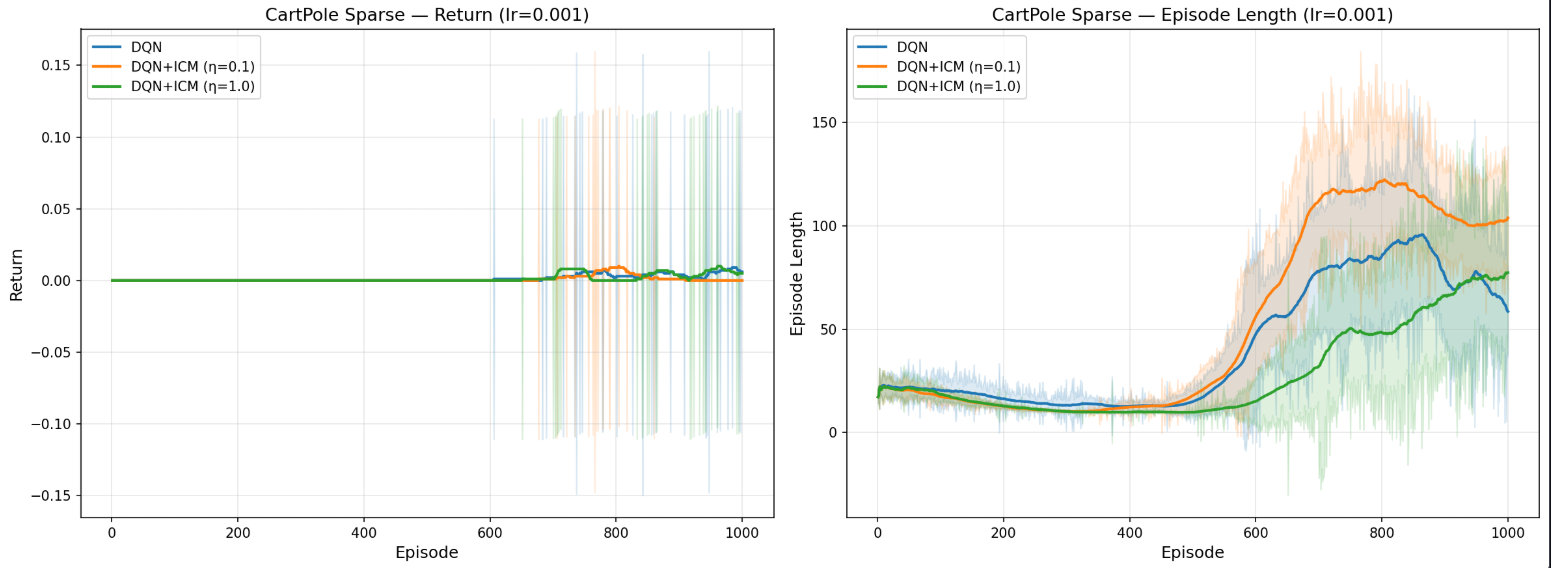 CartPole Sparse — Return (lr=0.001)
DQN
DQN+ICM (η=0.1)
DQN+ICM (η=1.0)
Return
0.15
0.10
0.05
0.00
−0.05
−0.10
−0.15
0 200 400 600 800 1000
Episode
CartPole Sparse — Episode Length (lr=0.001)
DQN
DQN+ICM (η=0.1)
DQN+ICM (η=1.0)
Episode Length
150
100
50
0
0 200 400 600 800 1000
Episode